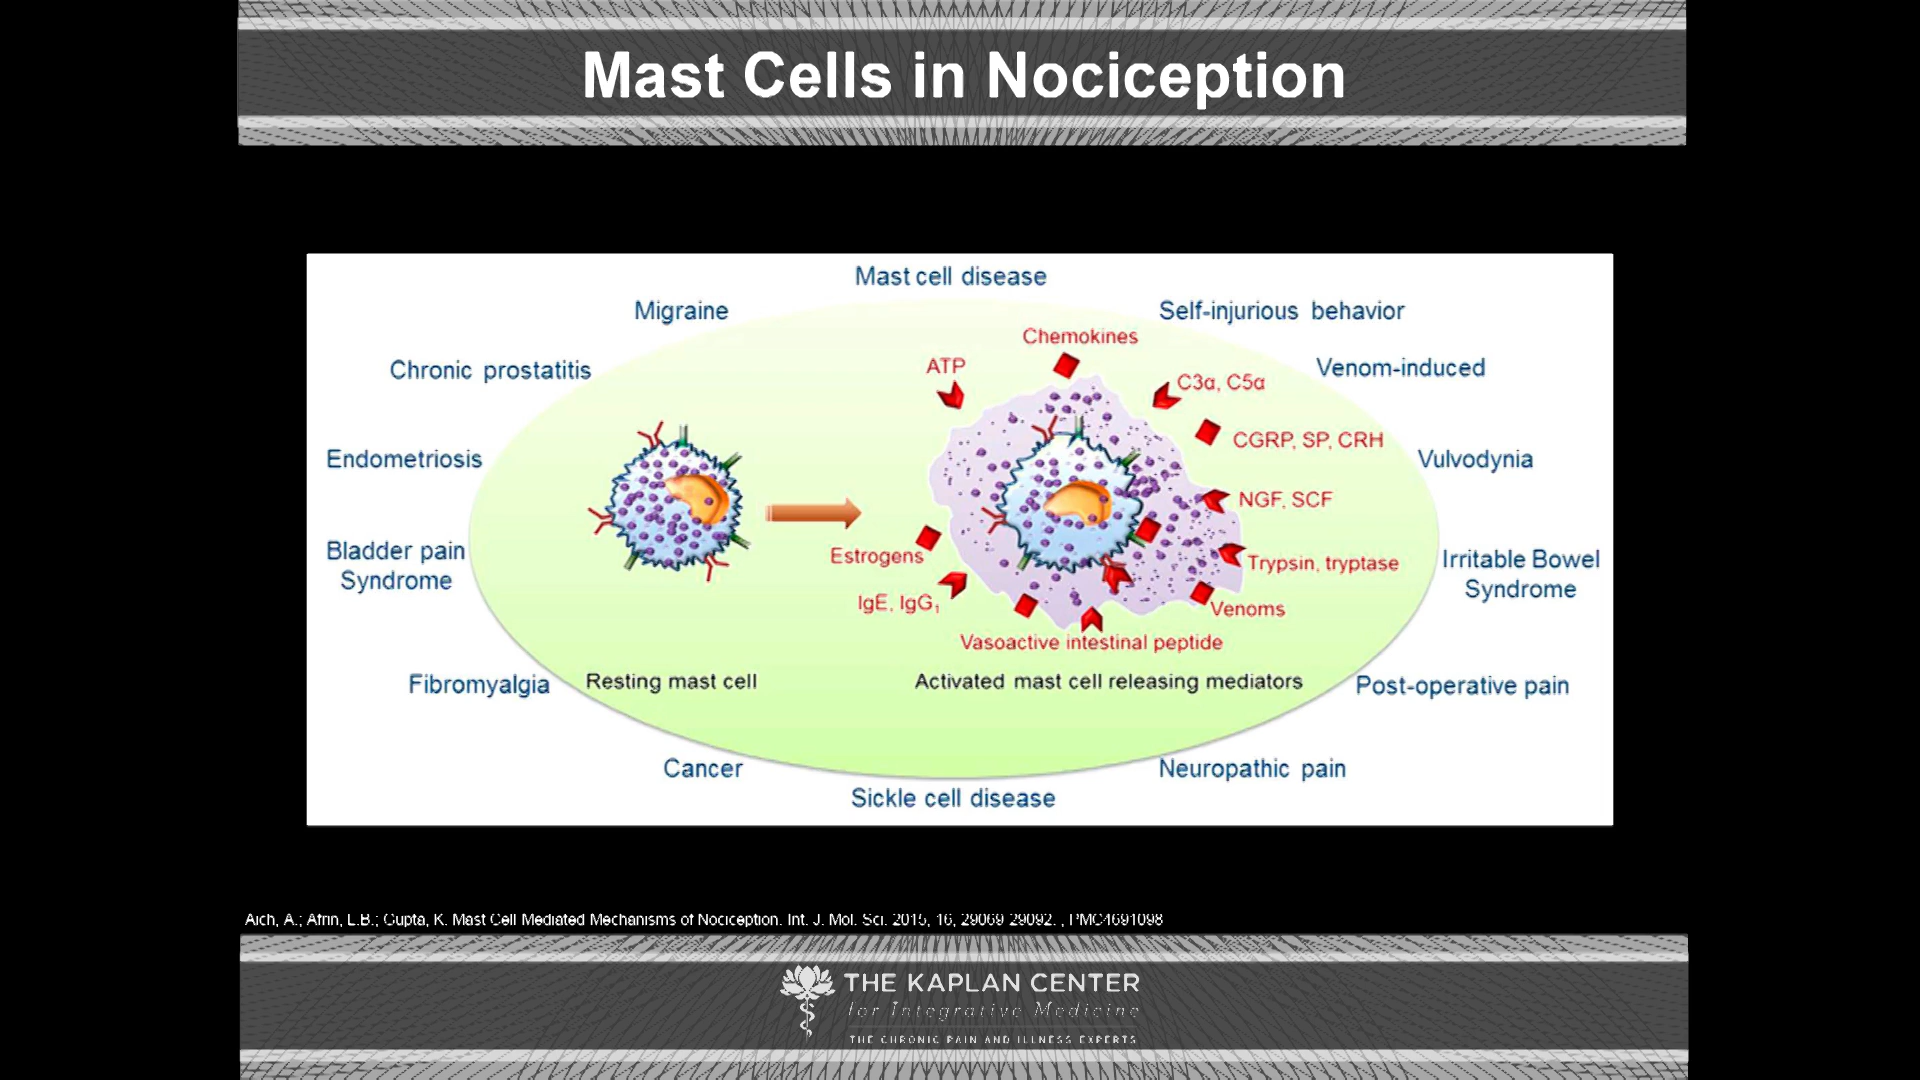 Mast Cells in Nociception
Mast cell disease
Migraine
Self-injurious behavior
Chemokines
Chronic prostatitis
ATP
C3α, C5α
Venom-induced
CGRP, SP, CRH
Endometriosis
Vulvodynia
NGF, SCF
Bladder pain
Syndrome
Estrogens
Trypsin, tryptase
Irritable Bowel
Syndrome
IgE, IgG₁
Venoms
Vasoactive intestinal peptide
Fibromyalgia
Resting mast cell
Activated mast cell releasing mediators
Post-operative pain
Cancer
Neuropathic pain
Sickle cell disease
Aich, A.; Afrin, L.B.; Gupta, K. Mast Cell Mediated Mechanisms of Nociception. Int. J. Mol. Sci. 2015, 16, 29069 29092. , PMC4691098
THE KAPLAN CENTER
for Integrative Medicine
THE CHRONIC PAIN AND ILLNESS EXPERTS